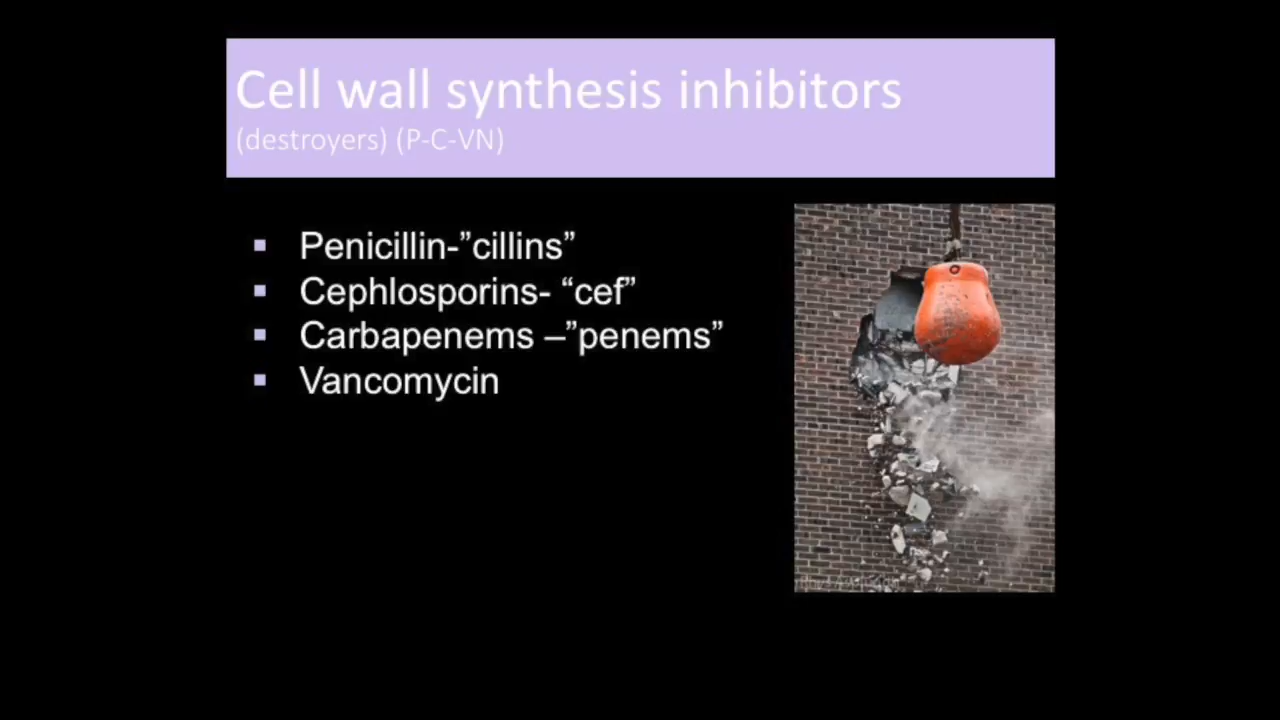 Cell wall synthesis inhibitors
(destroyers) (P-C-VN)
Penicillin-”cillins”
Cephlosporins- “cef”
Carbapenems –”penems”
Vancomycin